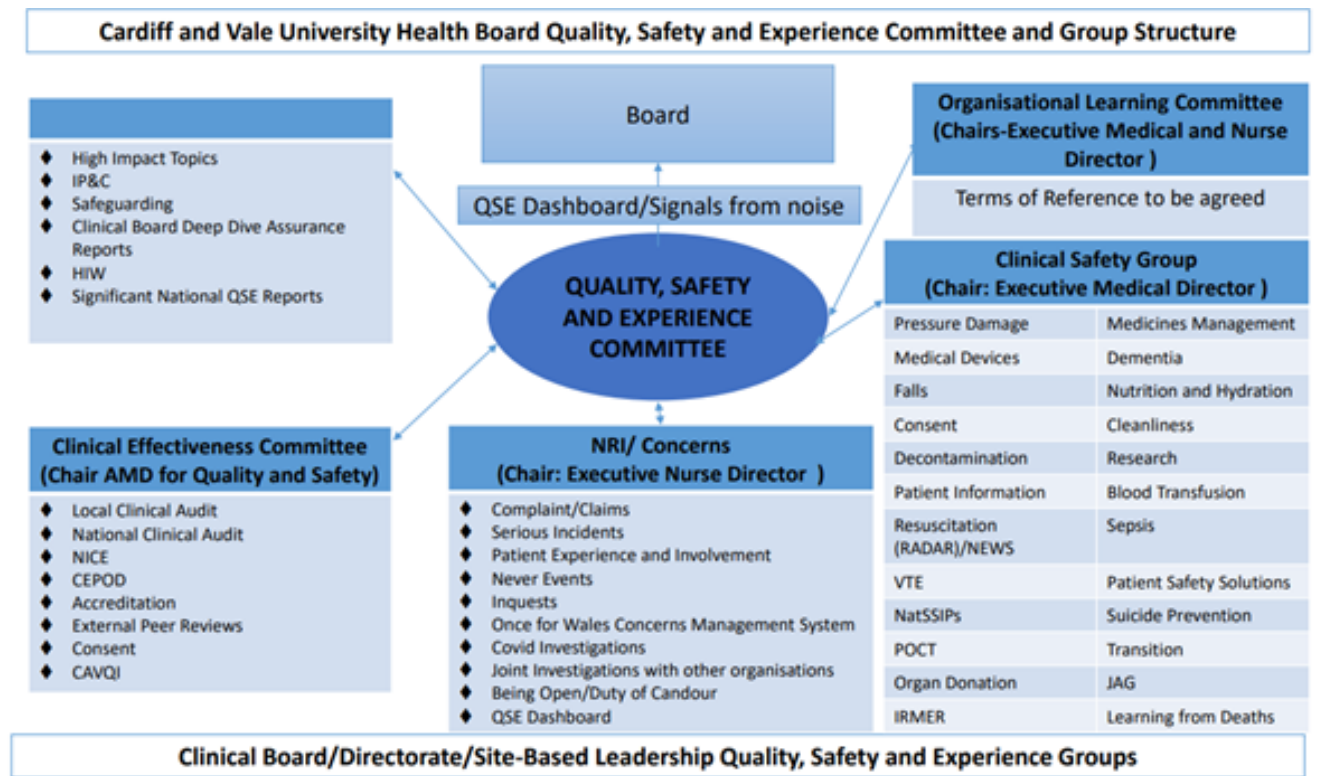 Cardiff and Vale University Health Board Quality, Safety and Experience Committee and Group Structure
Board
QSE Dashboard/Signals from noise
QUALITY, SAFETY
AND EXPERIENCE
COMMITTEE
♦ High Impact Topics
♦ IP&C
♦ Safeguarding
♦ Clinical Board Deep Dive Assurance
Reports
♦ HIW
♦ Significant National QSE Reports
Organisational Learning Committee
(Chairs-Executive Medical and Nurse
Director )
Terms of Reference to be agreed
Clinical Safety Group
(Chair: Executive Medical Director )
Pressure Damage Medicines Management
Medical Devices Dementia
Falls Nutrition and Hydration
Consent Cleanliness
Decontamination Research
Patient Information Blood Transfusion
Resuscitation Sepsis
(RADAR)/NEWS
VTE Patient Safety Solutions
NatSSIPs Suicide Prevention
POCT Transition
Organ Donation JAG
IRMER Learning from Deaths
Clinical Effectiveness Committee
(Chair AMD for Quality and Safety)
♦ Local Clinical Audit
♦ National Clinical Audit
♦ NICE
♦ CEPOD
♦ Accreditation
♦ External Peer Reviews
♦ Consent
♦ CAVQI
NRI/ Concerns
(Chair: Executive Nurse Director )
♦ Complaint/Claims
♦ Serious Incidents
♦ Patient Experience and Involvement
♦ Never Events
♦ Inquests
♦ Once for Wales Concerns Management System
♦ Covid Investigations
♦ Joint Investigations with other organisations
♦ Being Open/Duty of Candour
♦ QSE Dashboard
Clinical Board/Directorate/Site-Based Leadership Quality, Safety and Experience Groups